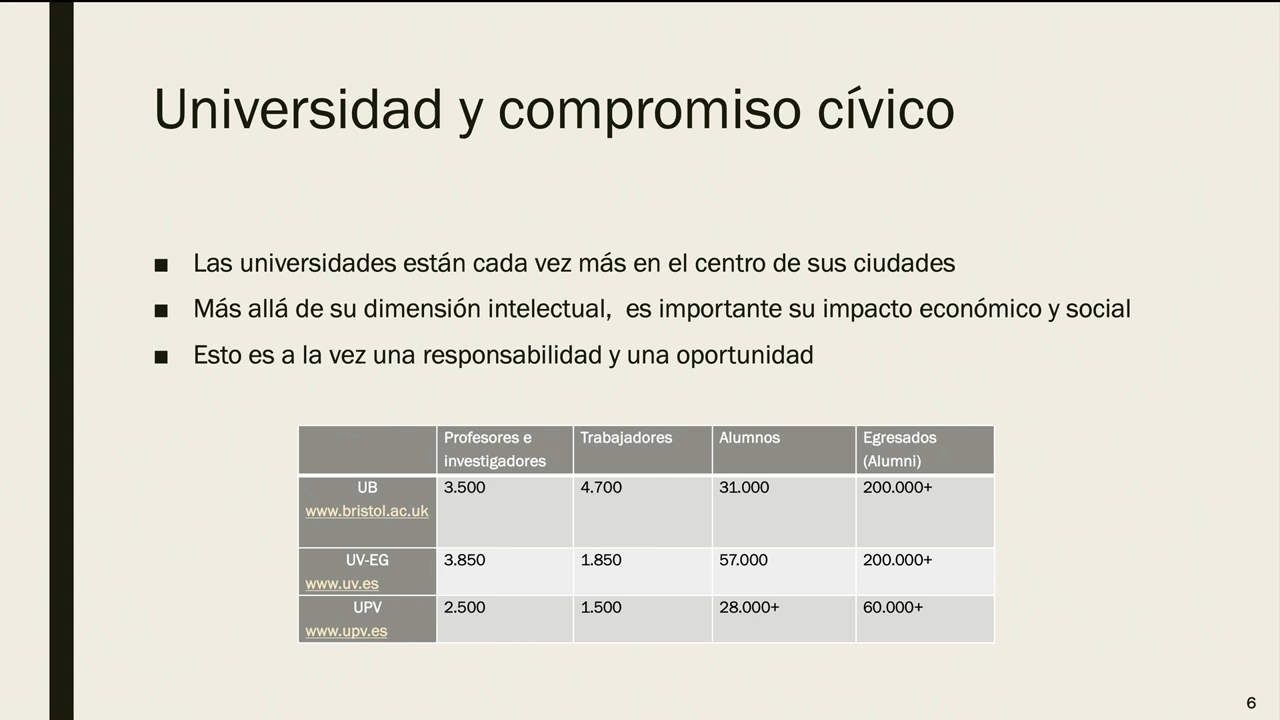 Universidad y compromiso cívico
■ Las universidades están cada vez más en el centro de sus ciudades
■ Más allá de su dimensión intelectual, es importante su impacto económico y social
■ Esto es a la vez una responsabilidad y una oportunidad
Profesores e investigadores Trabajadores Alumnos Egresados (Alumni)
UB www.bristol.ac.uk 3.500 4.700 31.000 200.000+
UV-EG www.uv.es 3.850 1.850 57.000 200.000+
UPV www.upv.es 2.500 1.500 28.000+ 60.000+
6